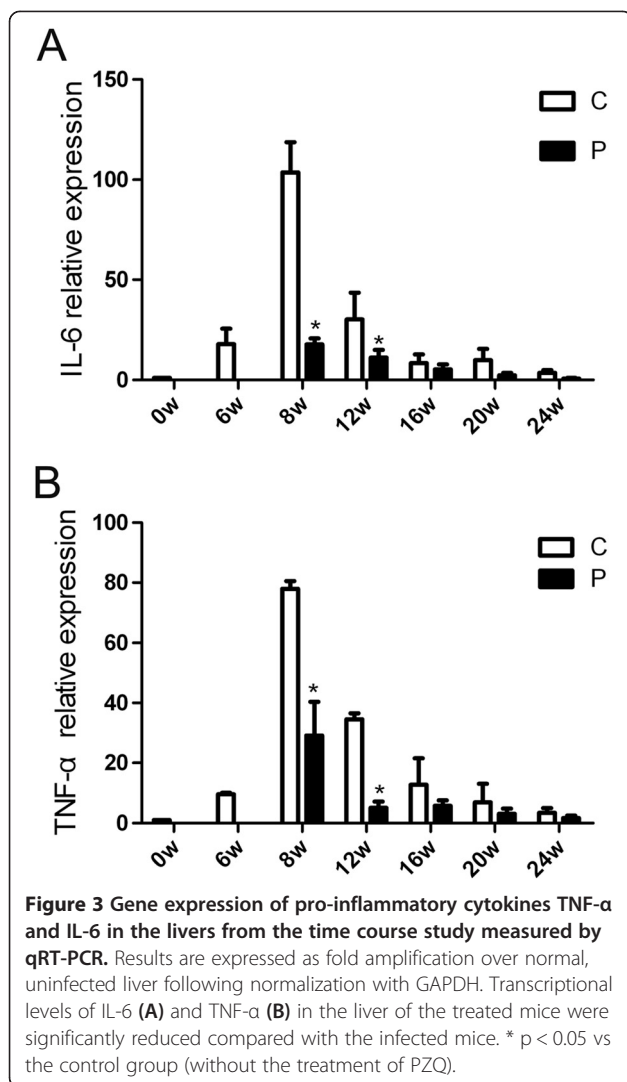 A
150
100
50
0
IL-6 relative expression
C
P
*
*
0w
6w
8w
12w
16w
20w
24w
B
100
80
60
40
20
0
TNF-α relative expression
C
P
*
*
0w
6w
8w
12w
16w
20w
24w
Figure 3 Gene expression of pro-inflammatory cytokines TNF-α
and IL-6 in the livers from the time course study measured by
qRT-PCR. Results are expressed as fold amplification over normal,
uninfected liver following normalization with GAPDH. Transcriptional
levels of IL-6 (A) and TNF-α (B) in the liver of the treated mice were
significantly reduced compared with the infected mice. * p < 0.05 vs
the control group (without the treatment of PZQ).